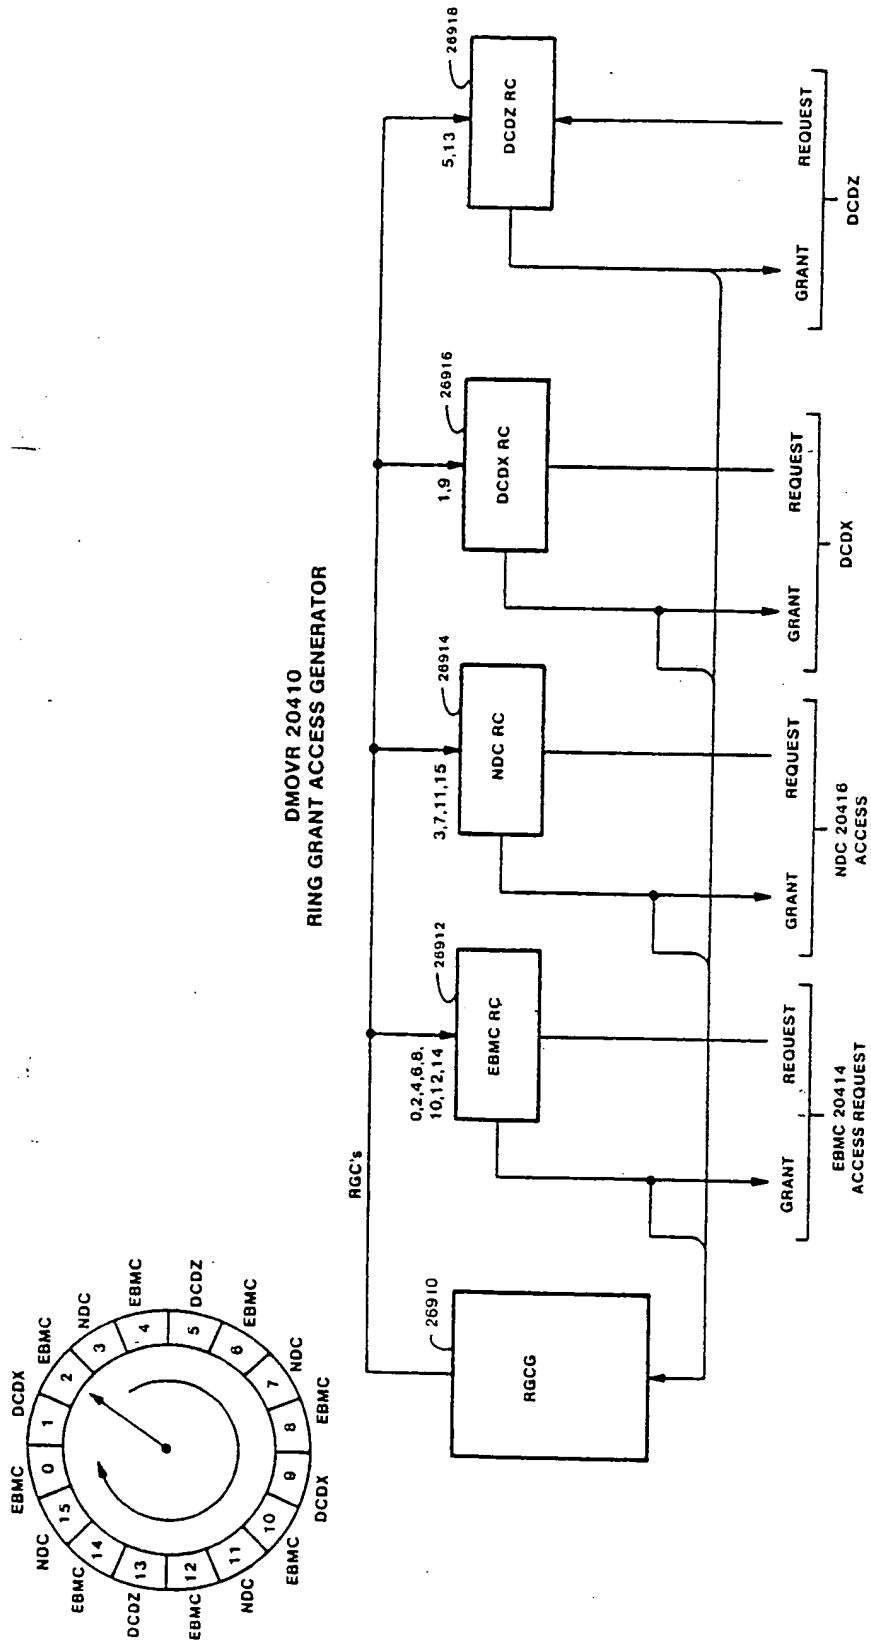 DMOVR 20410
RING GRANT ACCESS GENERATOR
EBMC
DCDX
EBMC
NDC
EBMC
DCDZ
EBMC
NDC
EBMC
DCDX
EBMC
NDC
EBMC
DCDZ
EBMC
NDC
0
1
2
3
4
5
6
7
8
9
10
11
12
13
14
15
RGC's
26910
RGCG
0,2,4,6,8,
10,12,14
26912
EBMC RC
3,7,11,15
26914
NDC RC
1,9
26916
DCDX RC
5,13
26918
DCDZ RC
GRANT
REQUEST
EBMC 20414
ACCESS REQUEST
GRANT
REQUEST
NDC 20416
ACCESS
GRANT
REQUEST
DCDX
GRANT
REQUEST
DCDZ